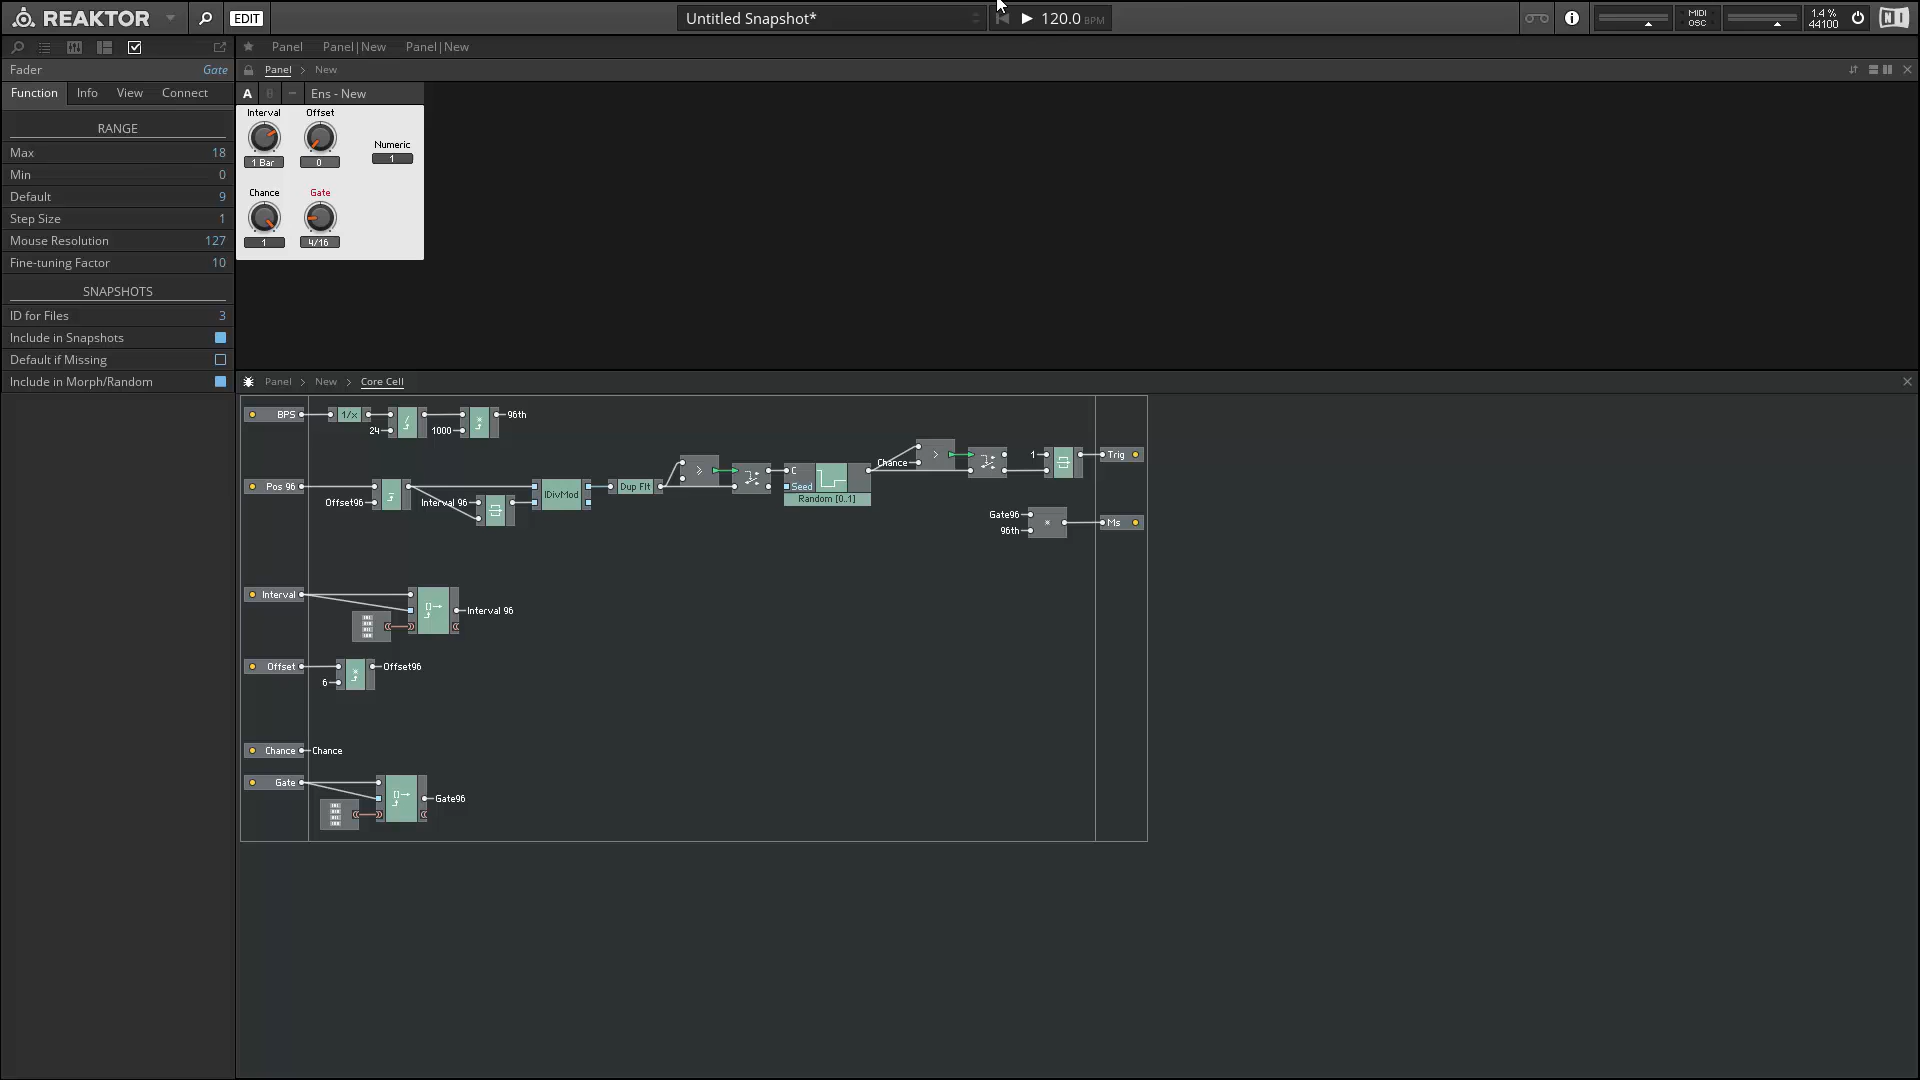 REAKTOR
EDIT
Untitled Snapshot*
120.0 BPM
MIDI
OSC
1.4 %
44100
Panel
Panel|New
Panel|New
Fader
Gate
Panel
New
Function
Info
View
Connect
RANGE
Max
18
Min
0
Default
9
Step Size
1
Mouse Resolution
127
Fine-tuning Factor
10
SNAPSHOTS
ID for Files
3
Include in Snapshots
Default if Missing
Include in Morph/Random
A
B
Ens - New
Interval
Offset
Numeric
1 Bar
0
1
Chance
Gate
1
4/16
Panel
New
Core Cell
BPS
1/x
/
24
1000
*
96th
Pos 96
Offset96
-
Interval 96
IDivMod
Dup Flt
>
C
Seed
Random [0..1]
Chance
>
1
Trig
Gate96
96th
*
Ms
Interval
[]
Interval 96
Offset
6
*
Offset96
Chance
Chance
Gate
[]
Gate96